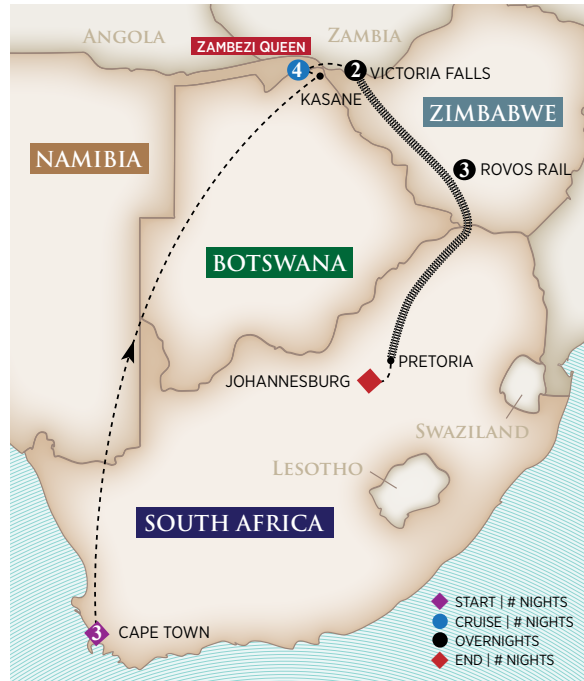 ANGOLA
ZAMBIA
ZAMBEZI QUEEN
4
2
VICTORIA FALLS
KASANE
ZIMBABWE
NAMIBIA
3
ROVOS RAIL
BOTSWANA
PRETORIA
JOHANNESBURG
SWAZILAND
LESOTHO
SOUTH AFRICA
3
CAPE TOWN
START | # NIGHTS
CRUISE | # NIGHTS
OVERNIGHTS
END | # NIGHTS